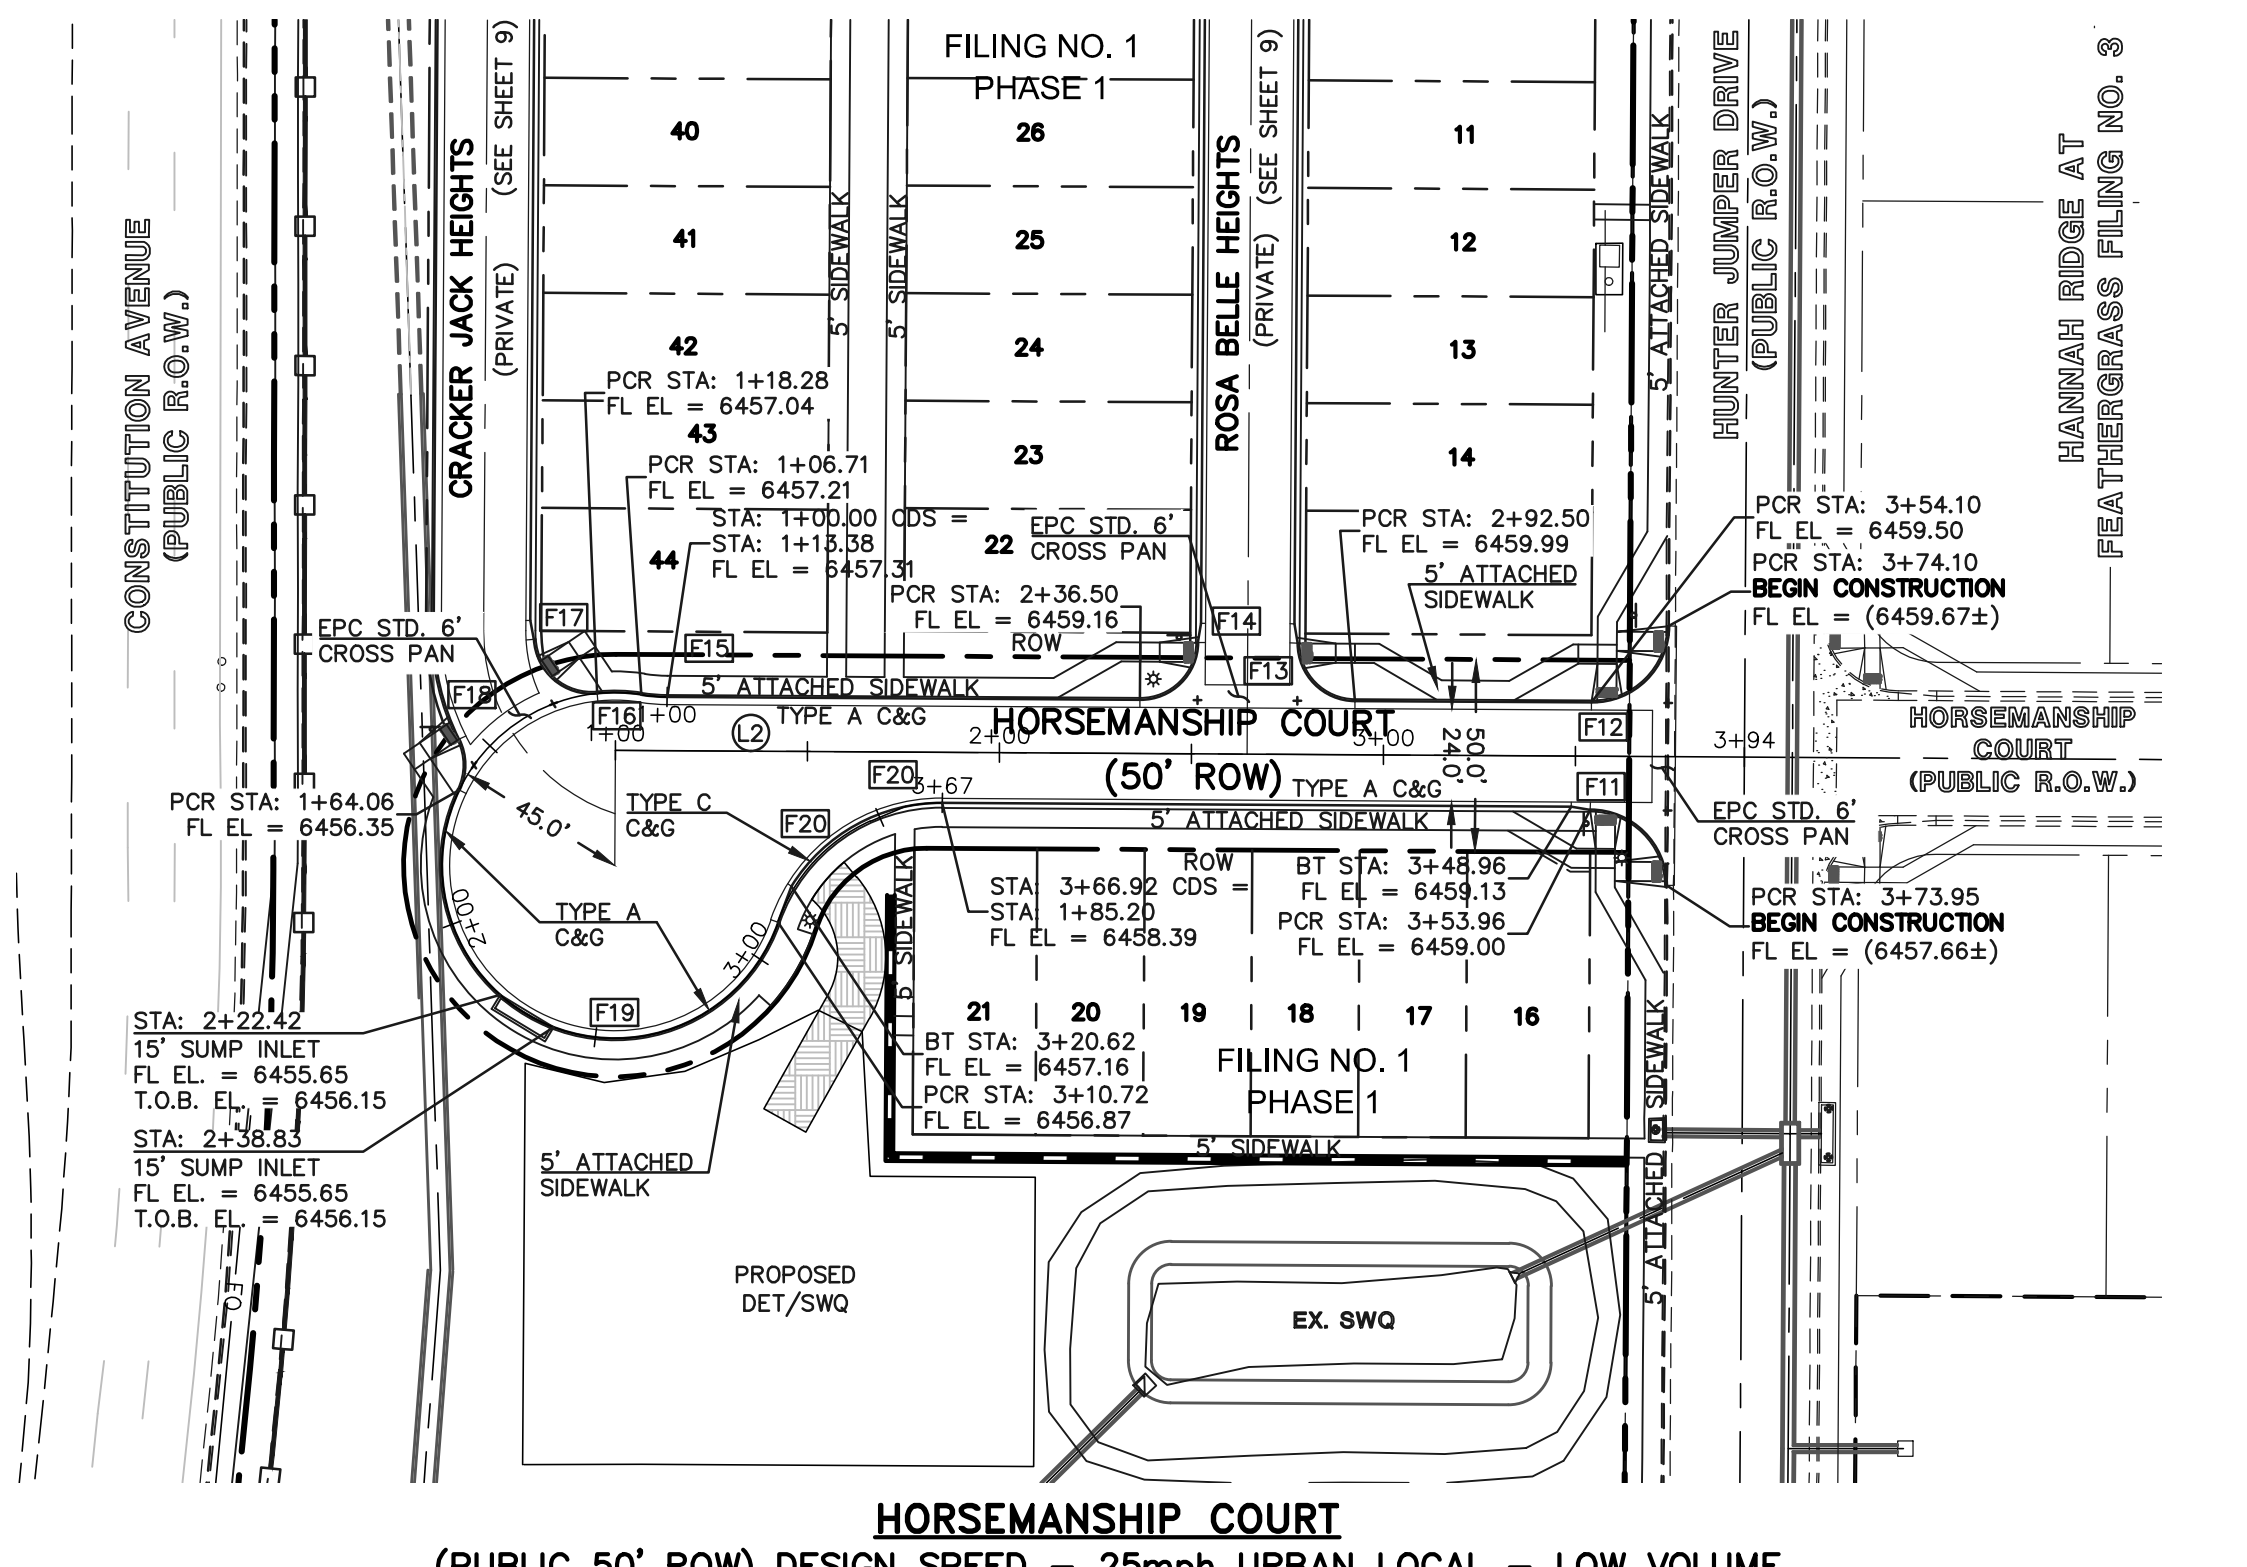 FILING NO. 1
PHASE 1
40
41
42
43
44
26
25
24
23
22
11
12
13
14
CONSTITUTION AVENUE
(PUBLIC R.O.W.)
CRACKER JACK HEIGHTS
(PRIVATE) (SEE SHEET 9)
5' SIDEWALK
5' SIDEWALK
ROSA BELLE HEIGHTS
(PRIVATE) (SEE SHEET 9)
5' ATTACHED SIDEWALK
HUNTER JUMPER DRIVE
(PUBLIC R.O.W.)
HANNAH RIDGE AT
FEATHERGRASS FILING NO. 3
PCR STA: 1+18.28
FL EL = 6457.04
PCR STA: 1+06.71
FL EL = 6457.21
STA: 1+00.00 CDS =
STA: 1+13.38
FL EL = 6457.31
EPC STD. 6'
CROSS PAN
PCR STA: 2+36.50
FL EL = 6459.16
ROW
PCR STA: 2+92.50
FL EL = 6459.99
5' ATTACHED
SIDEWALK
PCR STA: 3+54.10
FL EL = 6459.50
PCR STA: 3+74.10
BEGIN CONSTRUCTION
FL EL = (6459.67±)
EPC STD. 6'
CROSS PAN
F17
F18
F15
F14
F13
F16
F12
F11
F20
F20
F19
L2
5' ATTACHED SIDEWALK
TYPE A C&G
1+00
1+00
2+00
3+00
3+94
HORSEMANSHIP COURT
(50' ROW)
TYPE A C&G
50.0'
24.0'
HORSEMANSHIP
COURT
(PUBLIC R.O.W.)
PCR STA: 1+64.06
FL EL = 6456.35
45.0'
TYPE C
C&G
3+67
5' ATTACHED SIDEWALK
EPC STD. 6'
CROSS PAN
ROW
STA: 3+66.92 CDS =
STA: 1+85.20
FL EL = 6458.39
BT STA: 3+48.96
FL EL = 6459.13
PCR STA: 3+53.96
FL EL = 6459.00
PCR STA: 3+73.95
BEGIN CONSTRUCTION
FL EL = (6457.66±)
2+00
TYPE A
C&G
3+00
5' SIDEWALK
21
20
19
18
17
16
STA: 2+22.42
15' SUMP INLET
FL EL. = 6455.65
T.O.B. EL. = 6456.15
STA: 2+38.83
15' SUMP INLET
FL EL. = 6455.65
T.O.B. EL. = 6456.15
BT STA: 3+20.62
FL EL = 6457.16
PCR STA: 3+10.72
FL EL = 6456.87
FILING NO. 1
PHASE 1
5' SIDEWALK
5' ATTACHED
SIDEWALK
5' ATTACHED SIDEWALK
PROPOSED
DET/SWQ
EX. SWQ
HORSEMANSHIP COURT
(PUBLIC 50' ROW) DESIGN SPEED = 25mph URBAN LOCAL - LOW VOLUME